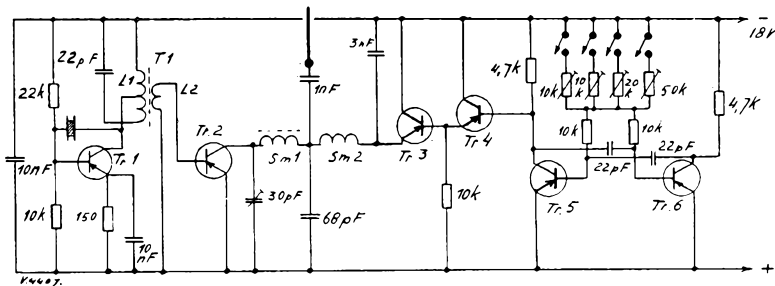 22pF
T1
L1
L2
22k
Tr.1
10nF
10k
150
10
nF
Tr.2
Sm1
Sm2
30pF
1nF
68pF
3nF
Tr 3
Tr.4
10k
4,7k
10k
10
k
20
k
50k
10k
10k
22pF
22pF
Tr.5
Tr.6
4,7k
−
18V
+
V.4407.